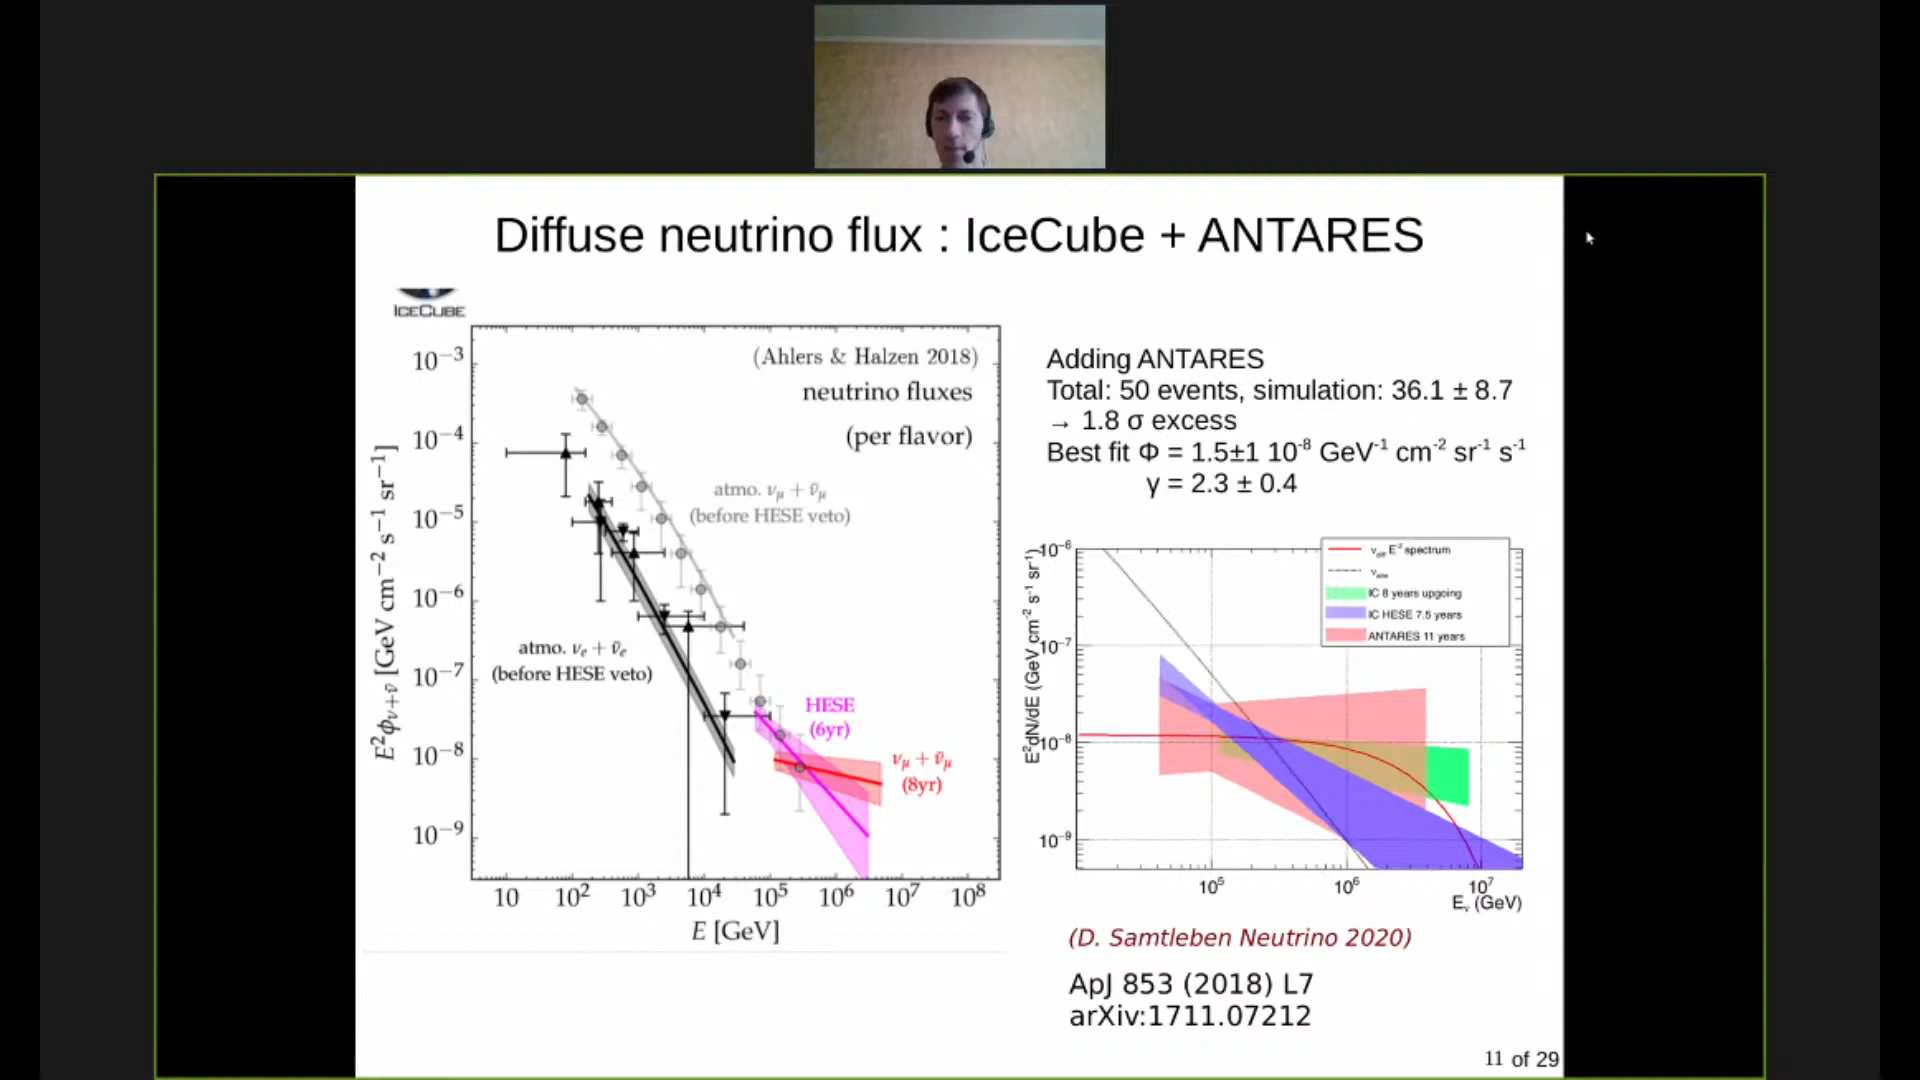 Diffuse neutrino flux : IceCube + ANTARES
ICECUBE
(Ahlers & Halzen 2018)
neutrino fluxes
(per flavor)
atmo. νμ + ν̄μ
(before HESE veto)
atmo. νe + ν̄e
(before HESE veto)
HESE
(6yr)
νμ + ν̄μ
(8yr)
E²ϕν+ν̄ [GeV cm⁻² s⁻¹ sr⁻¹]
10⁻³
10⁻⁴
10⁻⁵
10⁻⁶
10⁻⁷
10⁻⁸
10⁻⁹
10 10² 10³ 10⁴ 10⁵ 10⁶ 10⁷ 10⁸
E [GeV]
Adding ANTARES
Total: 50 events, simulation: 36.1 ± 8.7
→ 1.8 σ excess
Best fit Φ = 1.5±1 10⁻⁸ GeV⁻¹ cm⁻² sr⁻¹ s⁻¹
γ = 2.3 ± 0.4
E²dN/dE (GeV cm⁻² s⁻¹ sr⁻¹)
10⁻⁶
10⁻⁷
10⁻⁸
10⁻⁹
ν E⁻² spectrum
ν
IC 8 years upgoing
IC HESE 7.5 years
ANTARES 11 years
10⁵ 10⁶ 10⁷
Eν (GeV)
(D. Samtleben Neutrino 2020)
ApJ 853 (2018) L7
arXiv:1711.07212
11 of 29